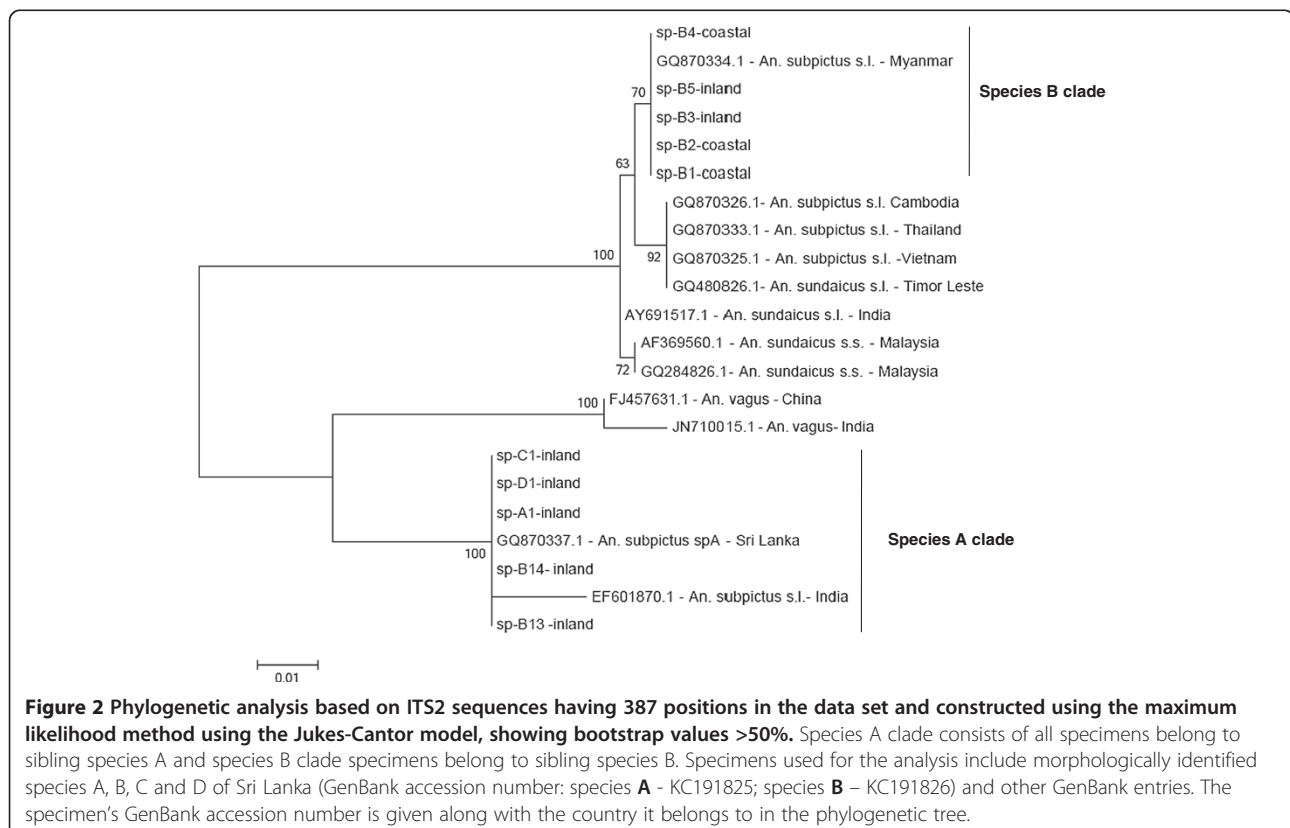 sp-B4-coastal
GQ870334.1 - An. subpictus s.l. - Myanmar
70
sp-B5-inland
Species B clade
sp-B3-inland
sp-B2-coastal
63
sp-B1-coastal
GQ870326.1- An. subpictus s.l. Cambodia
GQ870333.1 - An. subpictus s.l. - Thailand
100
92
GQ870325.1 - An. subpictus s.l. -Vietnam
GQ480826.1- An. sundaicus s.l. - Timor Leste
AY691517.1 - An. sundaicus s.l. - India
AF369560.1 - An. sundaicus s.s. - Malaysia
72
GQ284826.1- An. sundaicus s.s. - Malaysia
100
FJ457631.1 - An. vagus - China
JN710015.1 - An. vagus- India
sp-C1-inland
sp-D1-inland
sp-A1-inland
GQ870337.1 - An. subpictus spA - Sri Lanka
Species A clade
100
sp-B14- inland
EF601870.1 - An. subpictus s.l.- India
sp-B13 -inland
0.01
Figure 2 Phylogenetic analysis based on ITS2 sequences having 387 positions in the data set and constructed using the maximum
likelihood method using the Jukes-Cantor model, showing bootstrap values >50%. Species A clade consists of all specimens belong to
sibling species A and species B clade specimens belong to sibling species B. Specimens used for the analysis include morphologically identified
species A, B, C and D of Sri Lanka (GenBank accession number: species A - KC191825; species B – KC191826) and other GenBank entries. The
specimen's GenBank accession number is given along with the country it belongs to in the phylogenetic tree.